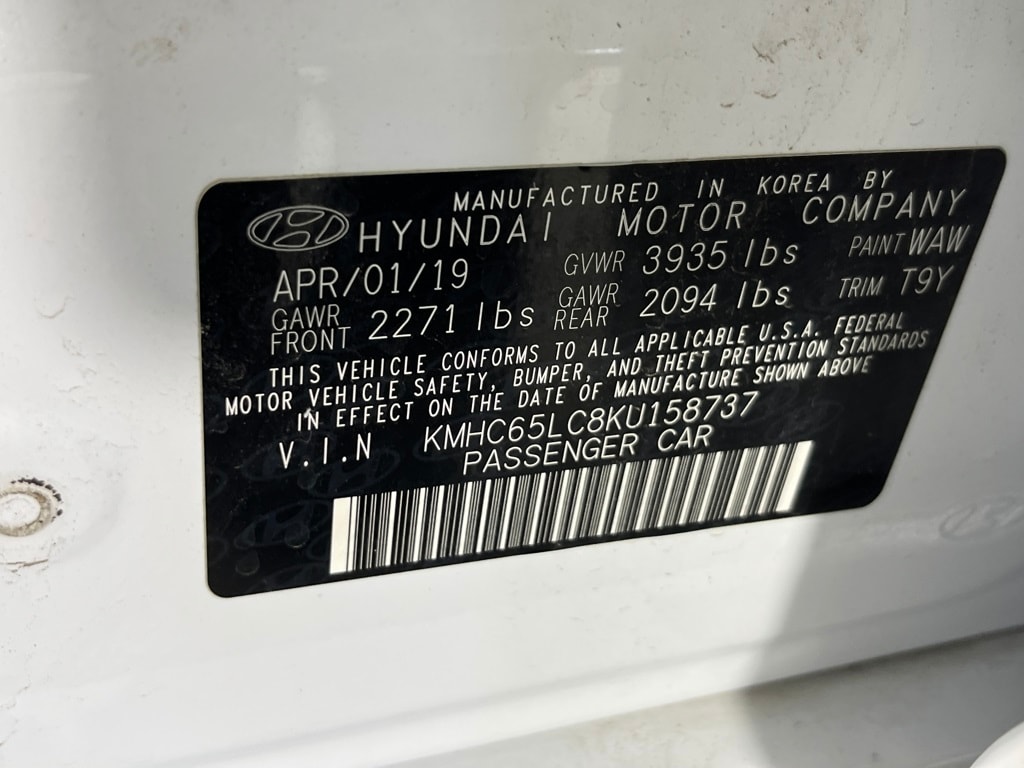 MANUFACTURED IN KOREA BY
HYUNDAI MOTOR COMPANY
APR/01/19 GVWR 3935 lbs PAINT WAW
GAWR FRONT 2271 lbs GAWR REAR 2094 lbs TRIM T9Y
THIS VEHICLE CONFORMS TO ALL APPLICABLE U.S.A. FEDERAL
MOTOR VEHICLE SAFETY, BUMPER, AND THEFT PREVENTION STANDARDS
IN EFFECT ON THE DATE OF MANUFACTURE SHOWN ABOVE
V.I.N KMHC65LC8KU158737
PASSENGER CAR